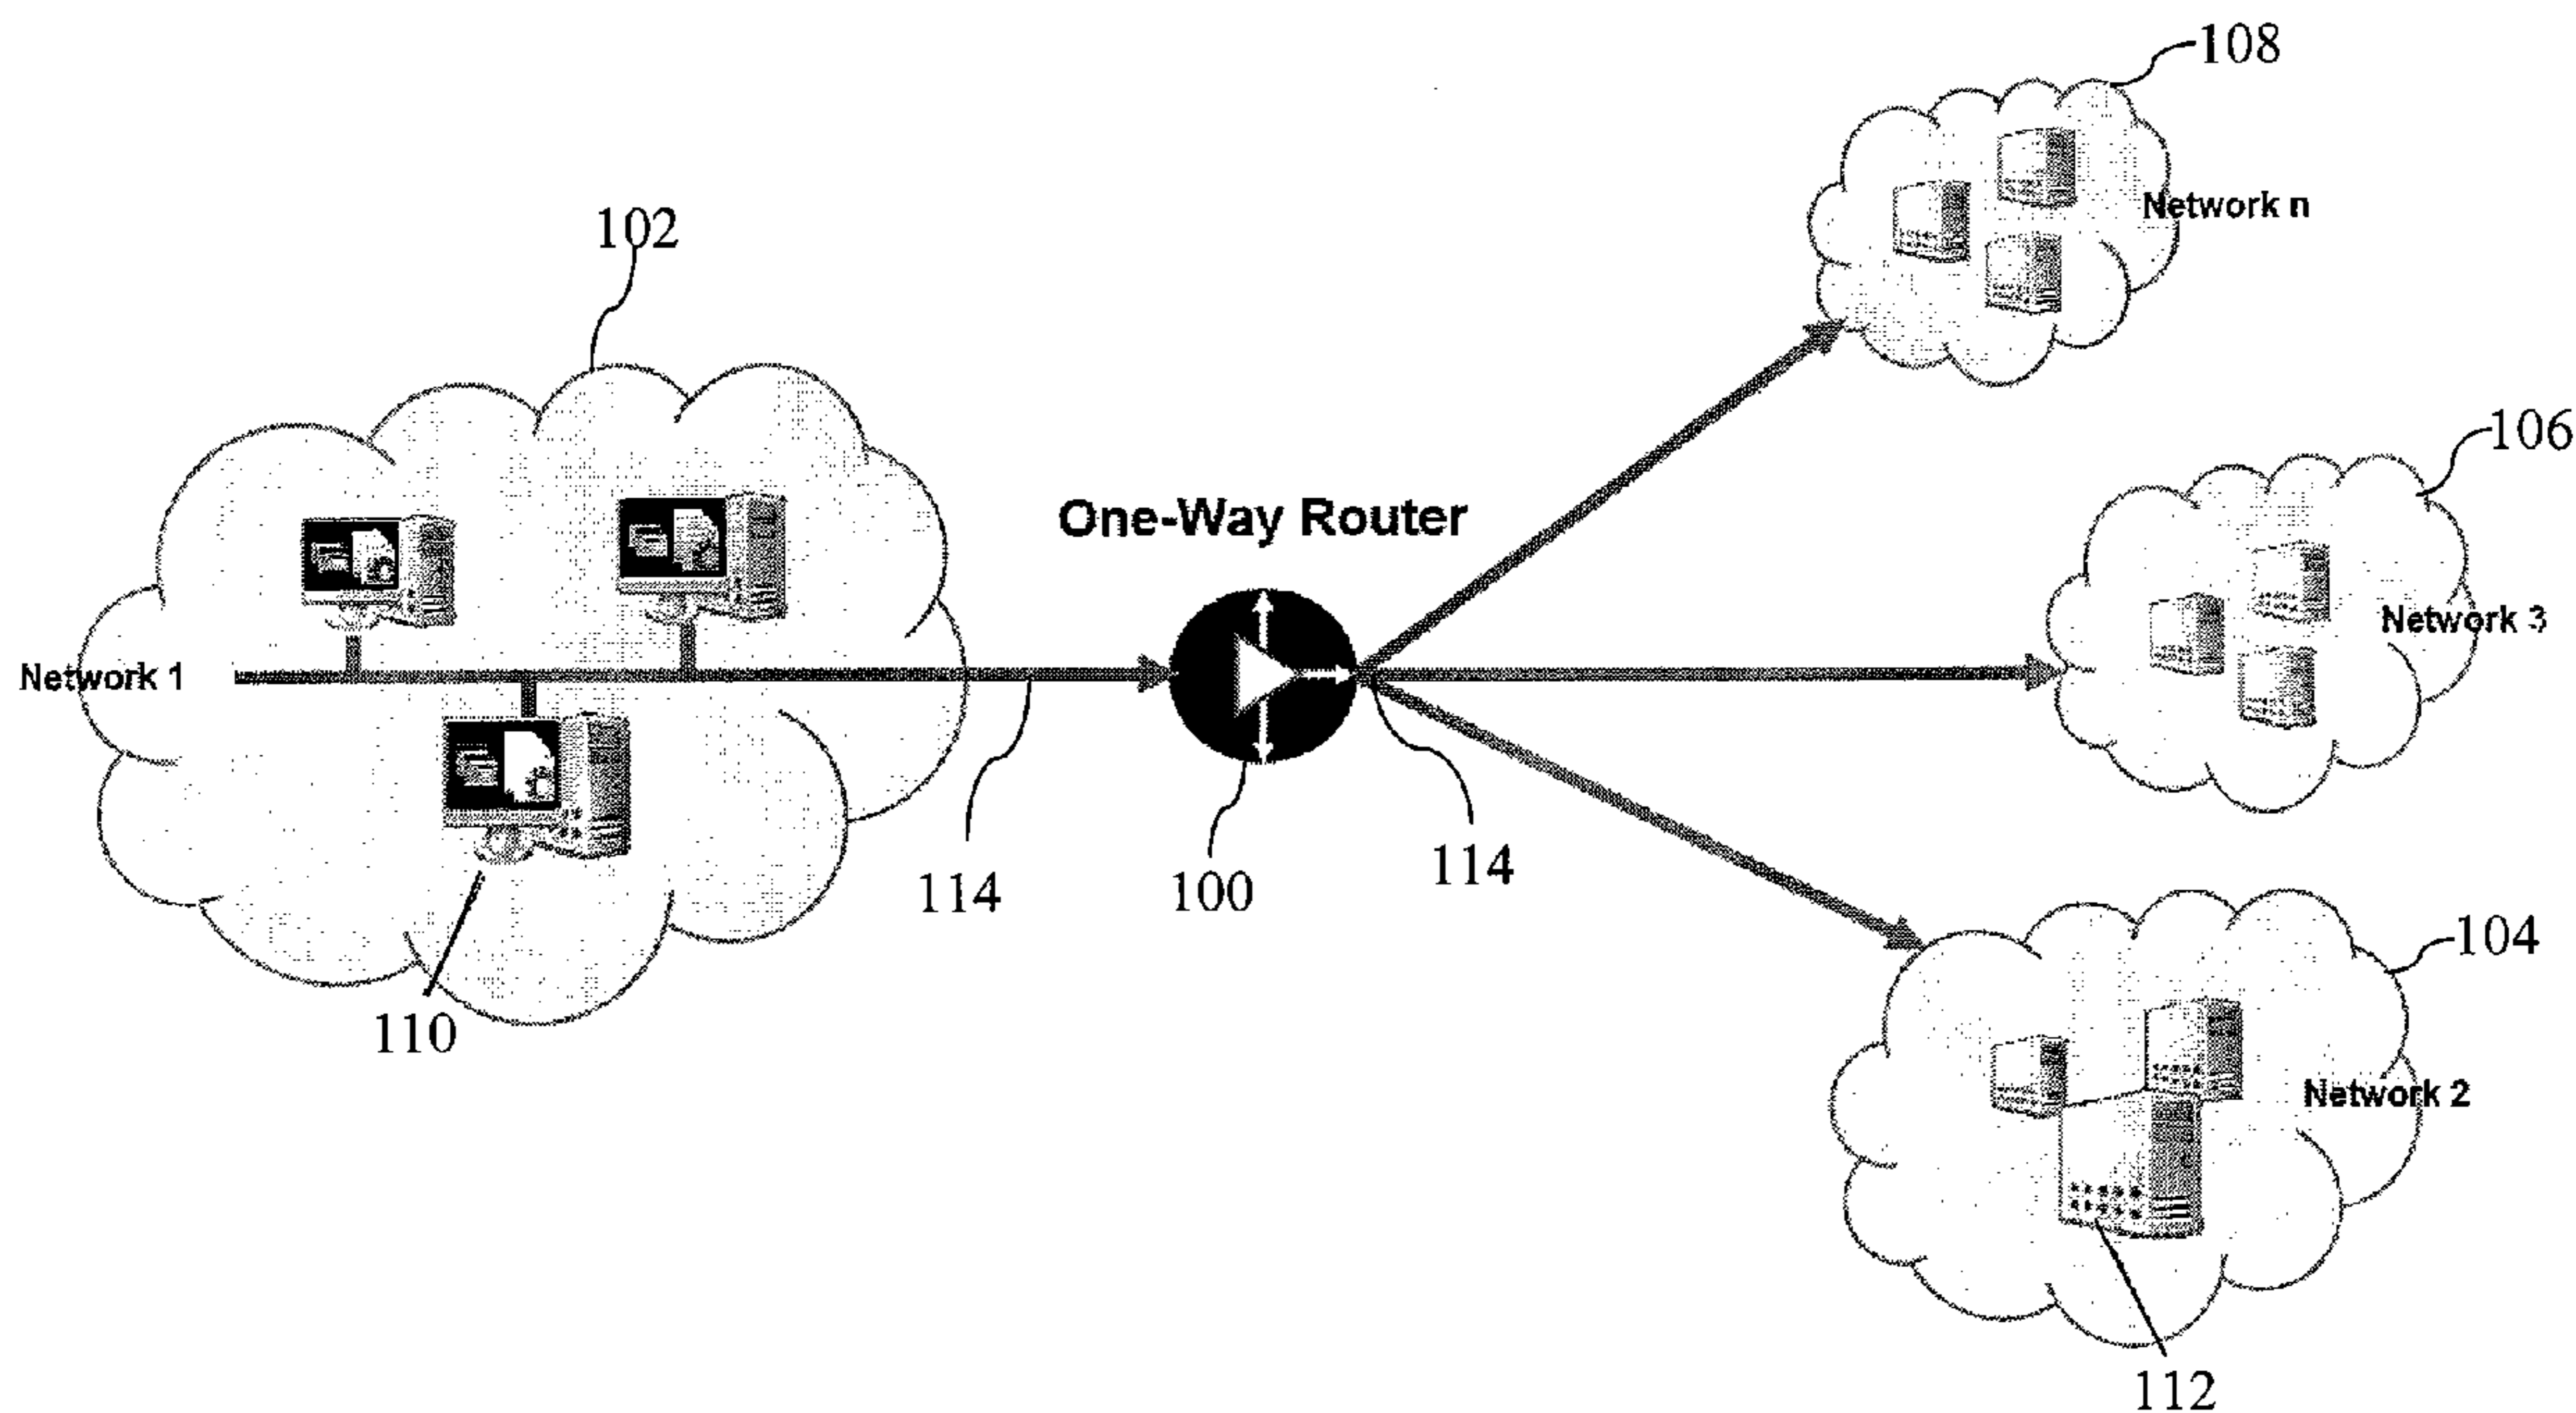 108
Network n
102
106
One-Way Router
Network 3
Network 1
114
100
114
104
110
Network 2
112